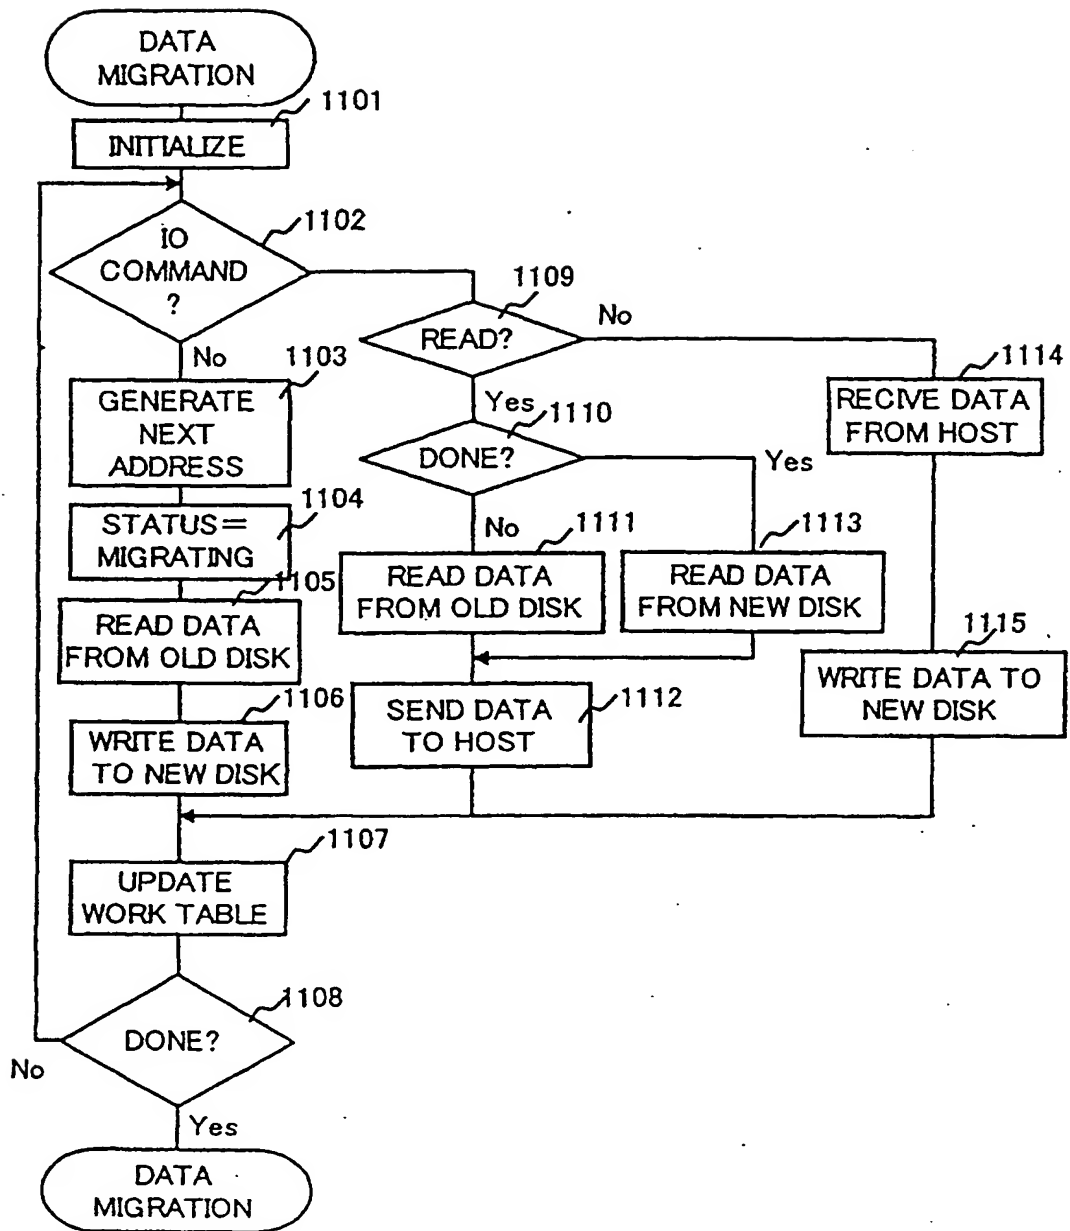 DATA
MIGRATION
1101
INITIALIZE
1102
IO
COMMAND
?
No
1103
GENERATE
NEXT
ADDRESS
1104
STATUS=
MIGRATING
1105
READ DATA
FROM OLD DISK
1106
WRITE DATA
TO NEW DISK
1107
UPDATE
WORK TABLE
1108
DONE?
No
Yes
DATA
MIGRATION
1109
READ?
No
Yes
1110
DONE?
Yes
No
1111
READ DATA
FROM OLD DISK
1113
READ DATA
FROM NEW DISK
1112
SEND DATA
TO HOST
1114
RECIVE DATA
FROM HOST
1115
WRITE DATA TO
NEW DISK